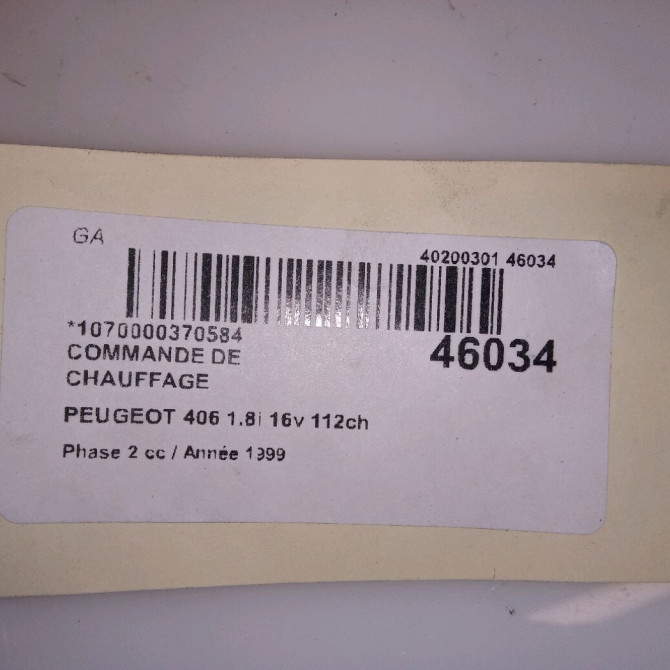 GA
40200301 46034
*1070000370584
46034
COMMANDE DE
CHAUFFAGE
PEUGEOT 406 1.8i 16v 112ch
Phase 2 cc / Année 1999